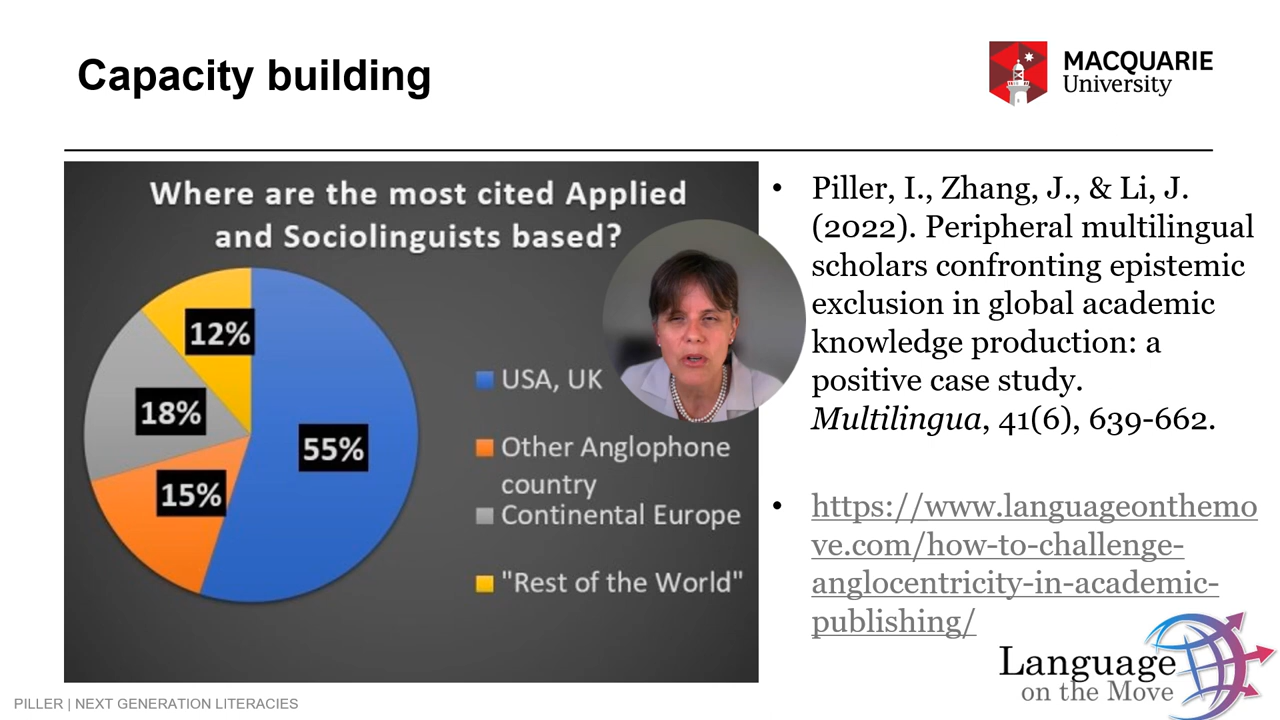 Capacity building
MACQUARIE
University
Where are the most cited Applied
and Sociolinguists based?
12%
18%
55%
15%
USA, UK
Other Anglophone
country
Continental Europe
"Rest of the World"
• Piller, I., Zhang, J., & Li, J.
(2022). Peripheral multilingual
scholars confronting epistemic
exclusion in global academic
knowledge production: a
positive case study.
Multilingua, 41(6), 639-662.
• https://www.languageonthemo
ve.com/how-to-challenge-
anglocentricity-in-academic-
publishing/
Language
on the Move
PILLER | NEXT GENERATION LITERACIES